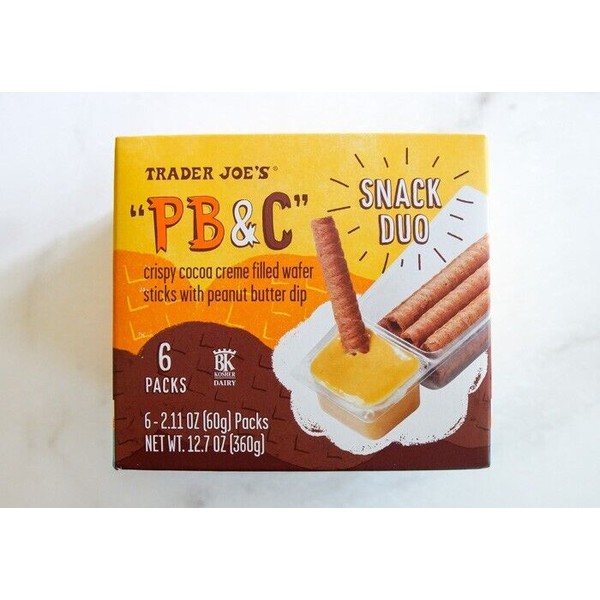 TRADER JOE'S®
"PB&C"
SNACK
DUO
crispy cocoa creme filled wafer
sticks with peanut butter dip
6
PACKS
BK
KOSHER
DAIRY
6 - 2.11 OZ (60g) Packs
NET WT. 12.7 OZ (360g)